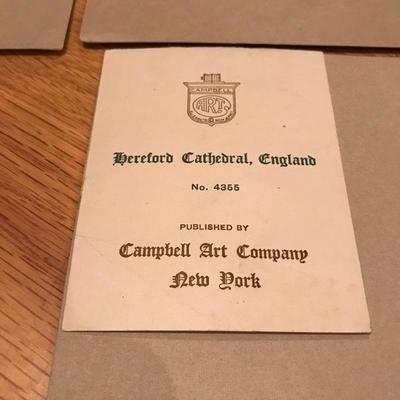 CAMPBELL
ART
Hereford Cathedral, England
No. 4355
PUBLISHED BY
Campbell Art Company
New York